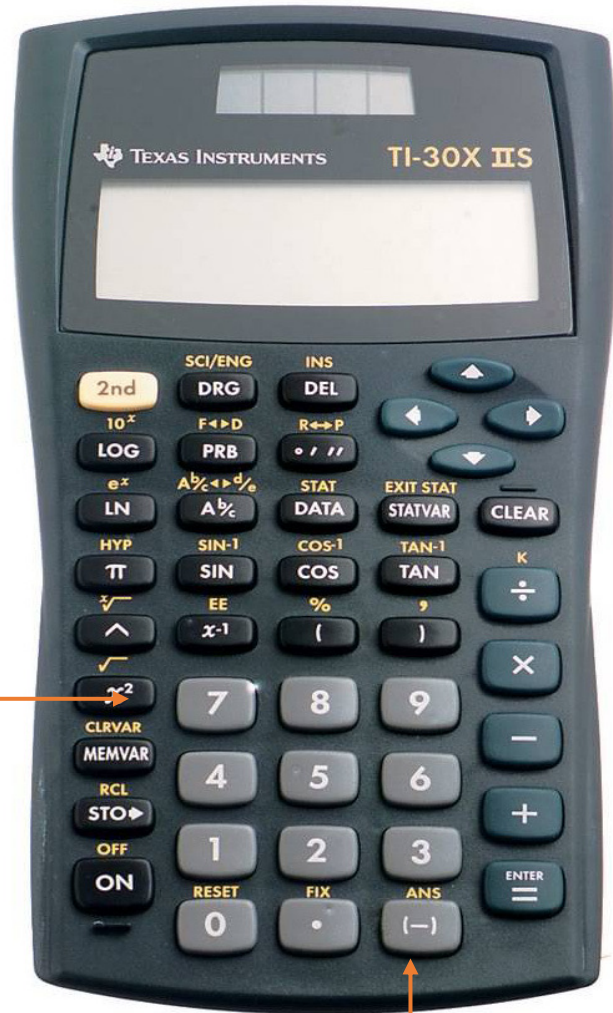 TEXAS INSTRUMENTS TI-30X IIS
SCI/ENG INS
2nd DRG DEL
10ˣ F◄►D R↔P
LOG PRB ° ' "
eˣ Ab/c◄►d/e STAT EXIT STAT
LN Ab/c DATA STATVAR CLEAR
HYP SIN-1 COS-1 TAN-1 K
π SIN COS TAN ÷
ˣ√ EE % ,
^ x-1 ( ) ×
√
x² 7 8 9 −
CLRVAR
MEMVAR 4 5 6
RCL
STO► 1 2 3 +
OFF
ON ENTER =
RESET FIX ANS
0 . (−)